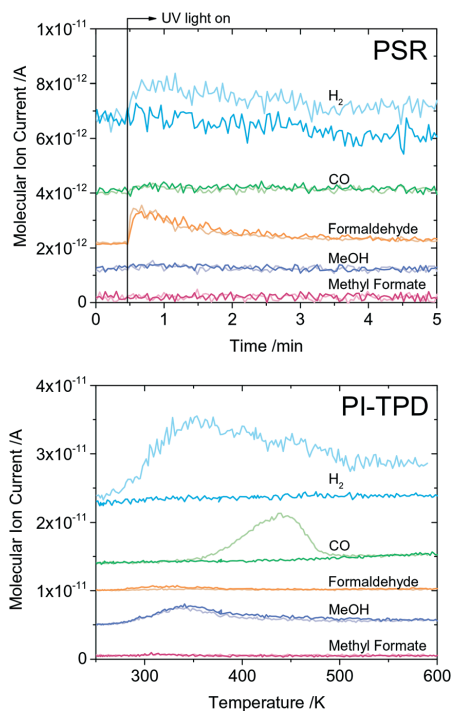 UV light on
1x10⁻¹¹
PSR
8x10⁻¹²
H₂
6x10⁻¹²
CO
4x10⁻¹²
Formaldehyde
2x10⁻¹²
MeOH
Methyl Formate
0
Molecular Ion Current /A
0 1 2 3 4 5
Time /min
4x10⁻¹¹
PI-TPD
3x10⁻¹¹
H₂
2x10⁻¹¹
CO
Formaldehyde
1x10⁻¹¹
MeOH
Methyl Formate
0
Molecular Ion Current /A
300 400 500 600
Temperature /K